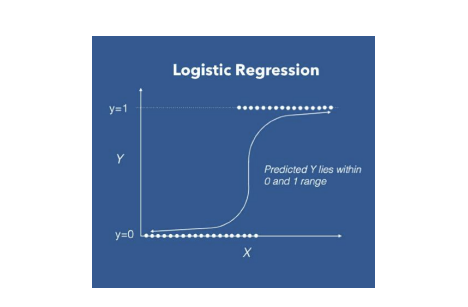 Logistic Regression
y=1
Y
Predicted Y lies within
0 and 1 range
y=0
X